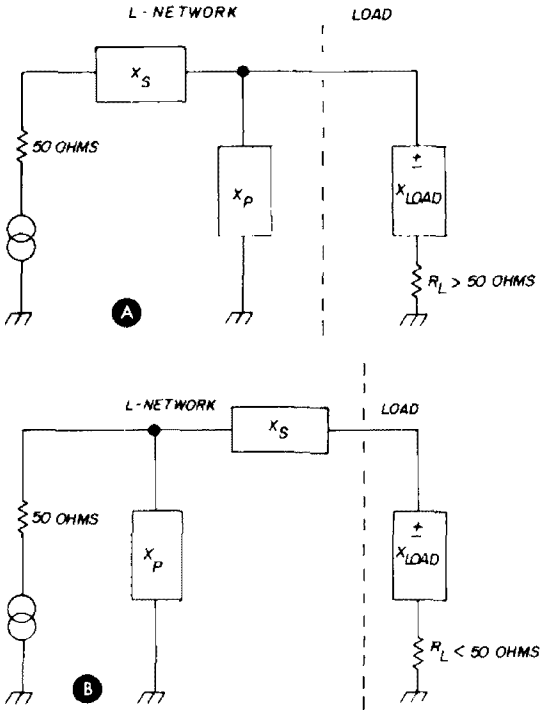 L-NETWORK LOAD
X_S
50 OHMS
X_P
±
X_LOAD
R_L > 50 OHMS
A
L-NETWORK LOAD
X_S
50 OHMS
X_P
±
X_LOAD
R_L < 50 OHMS
B